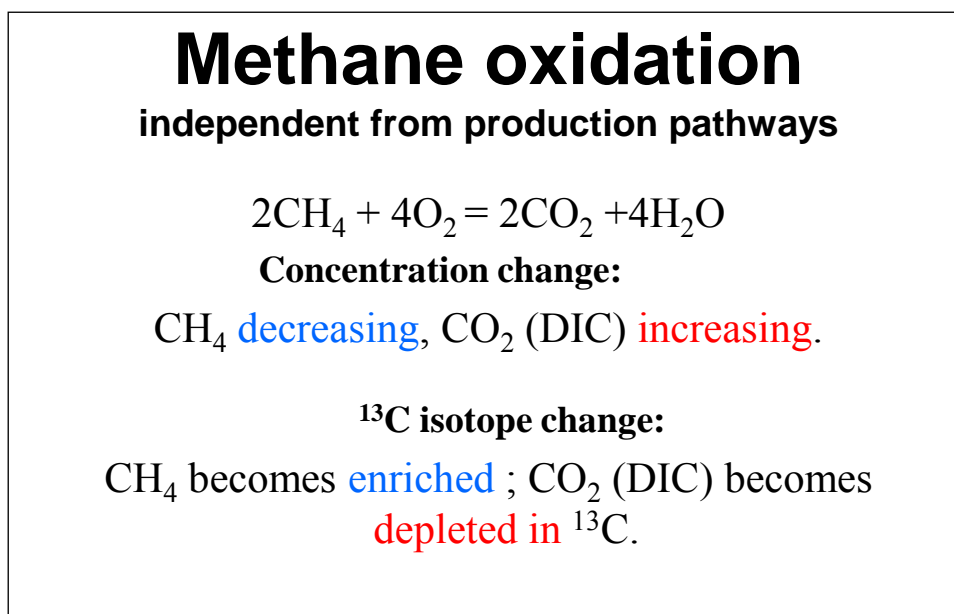 Methane oxidation
independent from production pathways
2CH₄ + 4O₂ = 2CO₂ +4H₂O
Concentration change:
CH₄ decreasing, CO₂ (DIC) increasing.
¹³C isotope change:
CH₄ becomes enriched ; CO₂ (DIC) becomes
depleted in ¹³C.